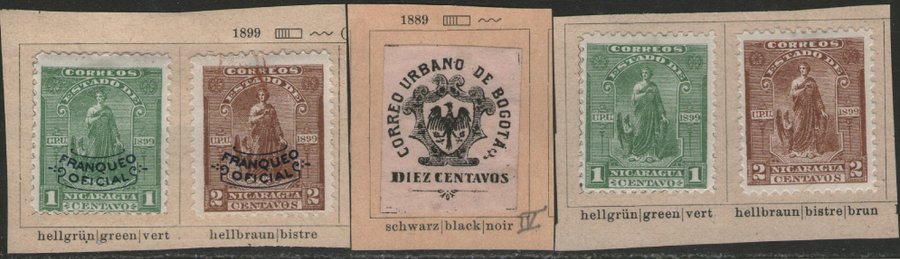 1899
CORREOS
ESTADO DE
U.P.U. 1899
FRANQUEO
OFICIAL
1 NICARAGUA 1
CENTAVO
hellgrün|green|vert
CORREOS
ESTADO DE
U.P.U. 1899
FRANQUEO
OFICIAL
2 NICARAGUA 2
CENTAVOS
hellbraun|bistre
1889
CORREO URBANO DE BOGOTÁ
DIEZ CENTAVOS
schwarz|black|noir
IV
CORREOS
ESTADO DE
U.P.U. 1899
1 NICARAGUA 1
CENTAVO
hellgrün|green|vert
CORREOS
ESTADO DE
U.P.U. 1899
2 NICARAGUA 2
CENTAVOS
hellbraun|bistre|brun